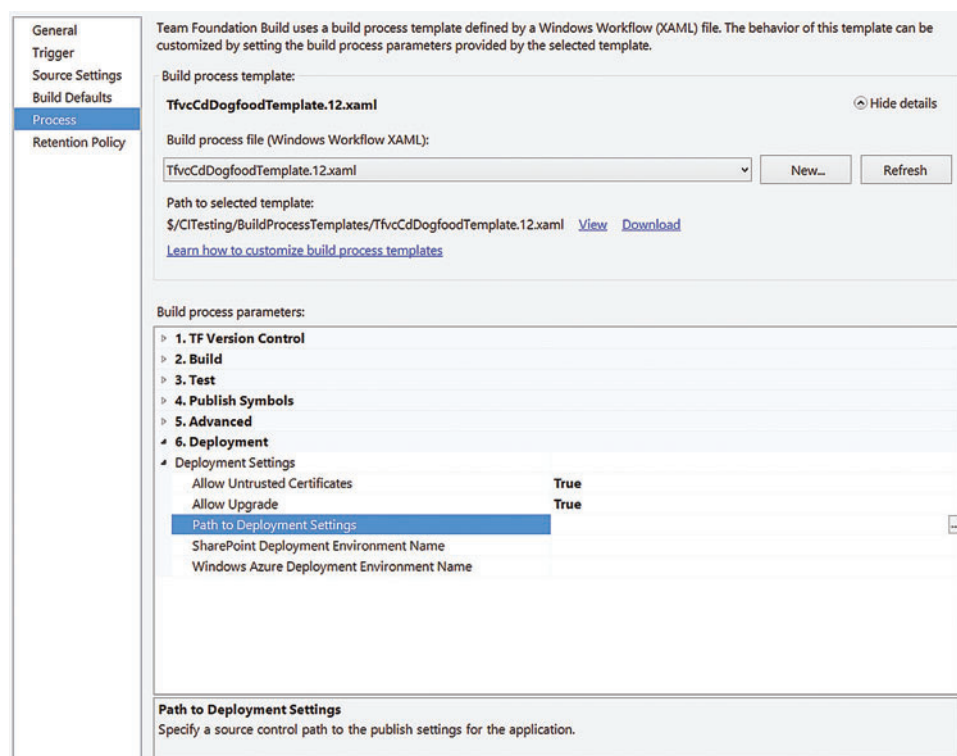 General
Trigger
Source Settings
Build Defaults
Process
Retention Policy
Team Foundation Build uses a build process template defined by a Windows Workflow (XAML) file. The behavior of this template can be
customized by setting the build process parameters provided by the selected template.
Build process template:
TfvcCdDogfoodTemplate.12.xaml
Hide details
Build process file (Windows Workflow XAML):
TfvcCdDogfoodTemplate.12.xaml
New...
Refresh
Path to selected template:
$/CITesting/BuildProcessTemplates/TfvcCdDogfoodTemplate.12.xaml View Download
Learn how to customize build process templates
Build process parameters:
1. TF Version Control
2. Build
3. Test
4. Publish Symbols
5. Advanced
6. Deployment
Deployment Settings
Allow Untrusted Certificates True
Allow Upgrade True
Path to Deployment Settings ...
SharePoint Deployment Environment Name
Windows Azure Deployment Environment Name
Path to Deployment Settings
Specify a source control path to the publish settings for the application.